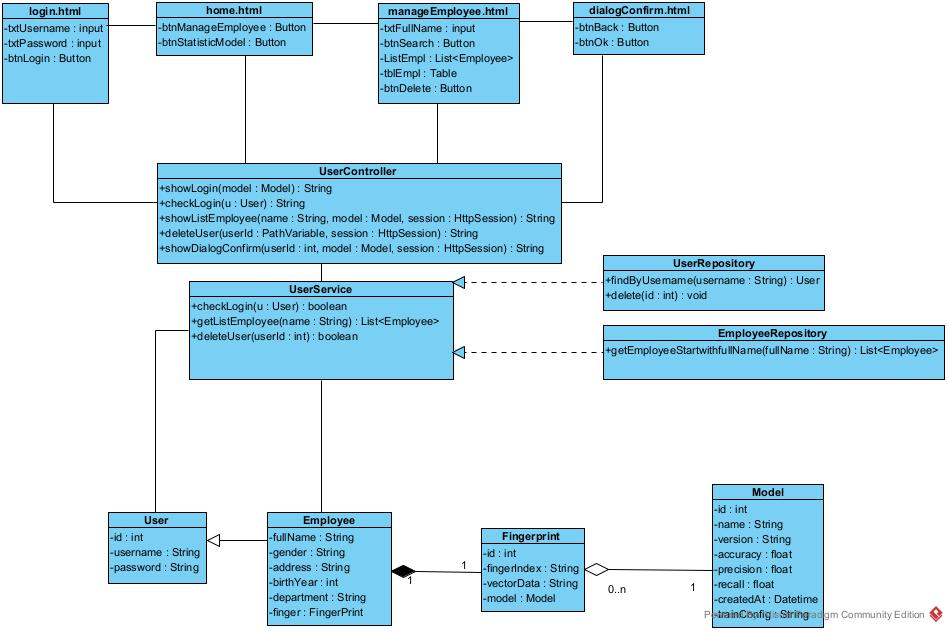 login.html
-txtUsername : input
-txtPassword : input
-btnLogin : Button
home.html
-btnManageEmployee : Button
-btnStatisticModel : Button
manageEmployee.html
-txtFullName : input
-btnSearch : Button
-ListEmpl : List<Employee>
-tblEmpl : Table
-btnDelete : Button
dialogConfirm.html
-btnBack : Button
-btnOk : Button
UserController
+showLogin(model : Model) : String
+checkLogin(u : User) : String
+showListEmployee(name : String, model : Model, session : HttpSession) : String
+deleteUser(userId : PathVariable, session : HttpSession) : String
+showDialogConfirm(userId : int, model : Model, session : HttpSession) : String
UserService
+checkLogin(u : User) : boolean
+getListEmployee(name : String) : List<Employee>
+deleteUser(userId : int) : boolean
UserRepository
+findByUsername(username : String) : User
+delete(id : int) : void
EmployeeRepository
+getEmployeeStartwithfullName(fullName : String) : List<Employee>
User
-id : int
-username : String
-password : String
Employee
-fullName : String
-gender : String
-address : String
-birthYear : int
-department : String
-finger : FingerPrint
1
1
Fingerprint
-id : int
-fingerIndex : String
-vectorData : String
-model : Model
0..n
1
Model
-id : int
-name : String
-version : String
-accuracy : float
-precision : float
-recall : float
-createdAt : Datetime
-trainConfig : String
Paradigm Community Edition